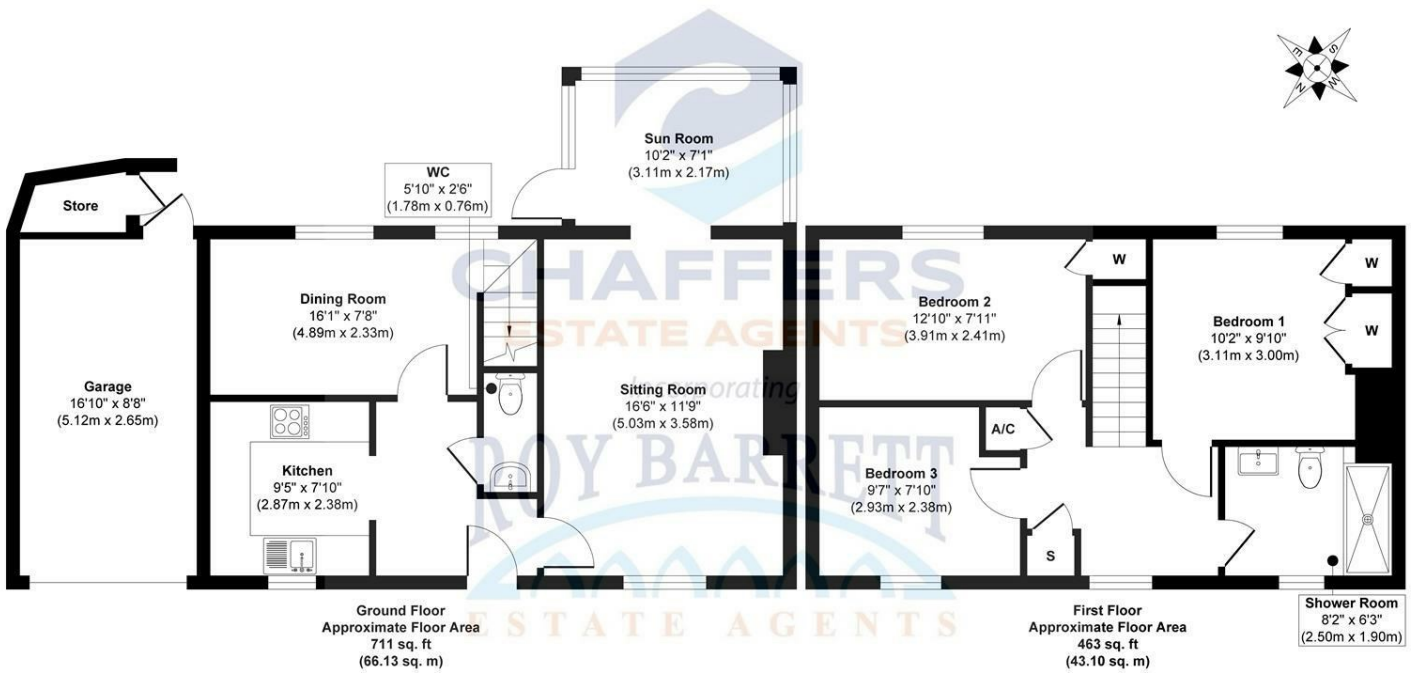 E
S
N
W
Sun Room
10'2" x 7'1"
(3.11m x 2.17m)
WC
5'10" x 2'6"
(1.78m x 0.76m)
Store
Dining Room
16'1" x 7'8"
(4.89m x 2.33m)
Garage
16'10" x 8'8"
(5.12m x 2.65m)
Kitchen
9'5" x 7'10"
(2.87m x 2.38m)
Sitting Room
16'6" x 11'9"
(5.03m x 3.58m)
Ground Floor
Approximate Floor Area
711 sq. ft
(66.13 sq. m)
Bedroom 2
12'10" x 7'11"
(3.91m x 2.41m)
W
Bedroom 1
10'2" x 9'10"
(3.11m x 3.00m)
W
W
A/C
Bedroom 3
9'7" x 7'10"
(2.93m x 2.38m)
S
Shower Room
8'2" x 6'3"
(2.50m x 1.90m)
First Floor
Approximate Floor Area
463 sq. ft
(43.10 sq. m)
CHAFFERS
ESTATE AGENTS
Incorporating
ROY BARRETT
ESTATE AGENTS